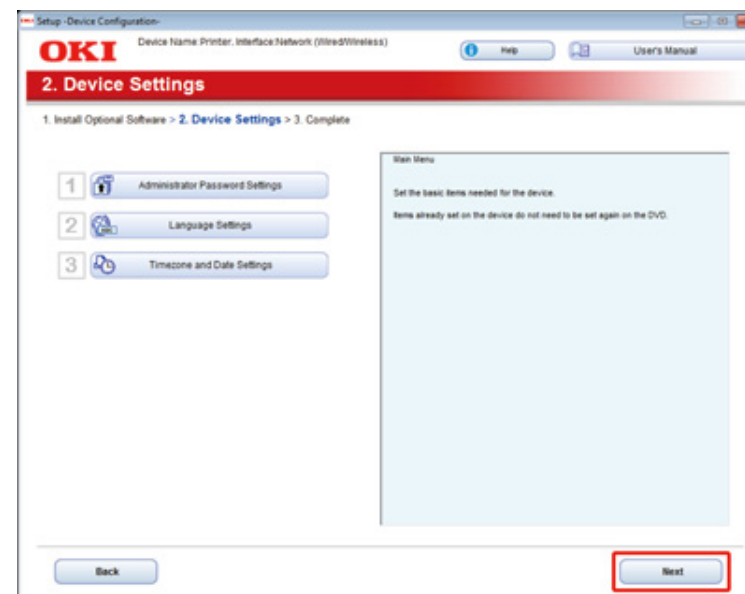 Setup -Device Configuration-
OKI
Device Name:Printer, Interface:Network (Wired/Wireless)
Help
User's Manual
2. Device Settings
1. Install Optional Software > 2. Device Settings > 3. Complete
1 Administrator Password Settings
2 Language Settings
3 Timezone and Date Settings
Main Menu
Set the basic items needed for the device.
Items already set on the device do not need to be set again on the DVD.
Back
Next